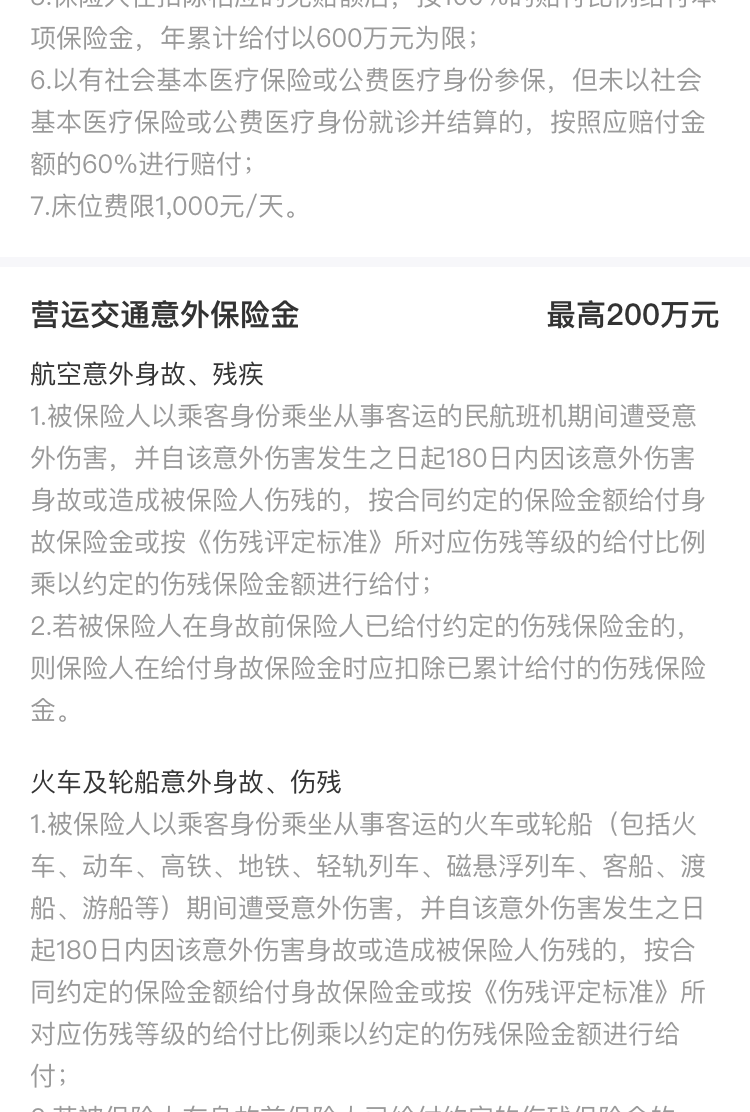 项保险金，年累计给付以600万元为限；
6.以有社会基本医疗保险或公费医疗身份参保，但未以社会
基本医疗保险或公费医疗身份就诊并结算的，按照应赔付金
额的60%进行赔付；
7.床位费限1,000元/天。
营运交通意外保险金 最高200万元
航空意外身故、残疾
1.被保险人以乘客身份乘坐从事客运的民航班机期间遭受意
外伤害，并自该意外伤害发生之日起180日内因该意外伤害
身故或造成被保险人伤残的，按合同约定的保险金额给付身
故保险金或按《伤残评定标准》所对应伤残等级的给付比例
乘以约定的伤残保险金额进行给付；
2.若被保险人在身故前保险人已给付约定的伤残保险金的，
则保险人在给付身故保险金时应扣除已累计给付的伤残保险
金。
火车及轮船意外身故、伤残
1.被保险人以乘客身份乘坐从事客运的火车或轮船（包括火
车、动车、高铁、地铁、轻轨列车、磁悬浮列车、客船、渡
船、游船等）期间遭受意外伤害，并自该意外伤害发生之日
起180日内因该意外伤害身故或造成被保险人伤残的，按合
同约定的保险金额给付身故保险金或按《伤残评定标准》所
对应伤残等级的给付比例乘以约定的伤残保险金额进行给
付；